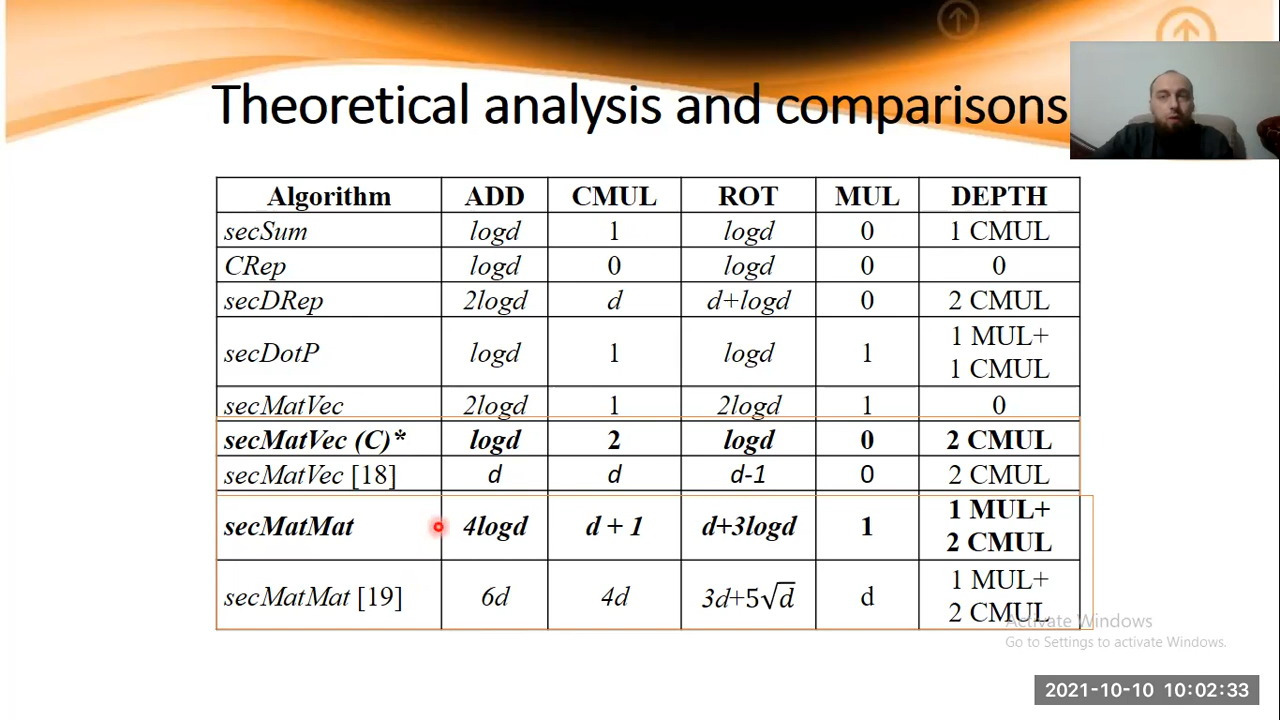 Theoretical analysis and comparisons
Algorithm ADD CMUL ROT MUL DEPTH
secSum logd 1 logd 0 1 CMUL
CRep logd 0 logd 0 0
secDRep 2logd d d+logd 0 2 CMUL
secDotP logd 1 logd 1 1 MUL+ 1 CMUL
secMatVec 2logd 1 2logd 1 0
secMatVec (C)* logd 2 logd 0 2 CMUL
secMatVec [18] d d d-1 0 2 CMUL
secMatMat 4logd d + 1 d+3logd 1 1 MUL+ 2 CMUL
secMatMat [19] 6d 4d 3d+5√d d 1 MUL+ 2 CMUL
Activate Windows
Go to Settings to activate Windows.
2021-10-10 10:02:33